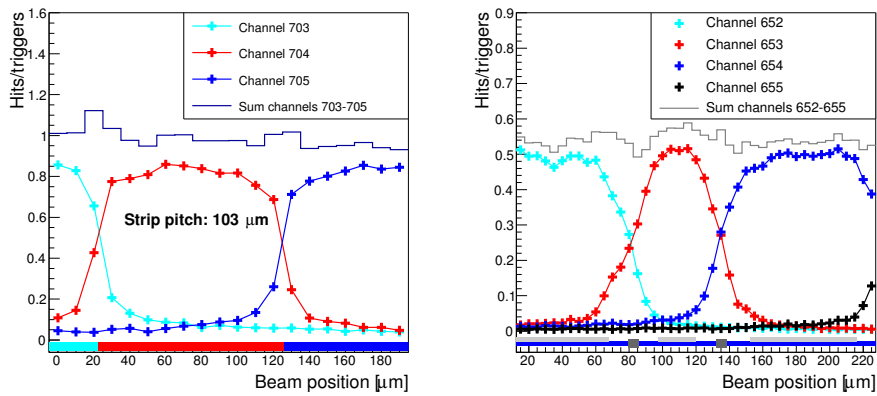 Hits/triggers
1.6
1.4
1.2
1
0.8
0.6
0.4
0.2
0
Channel 703
Channel 704
Channel 705
Sum channels 703-705
Strip pitch: 103 μm
0 20 40 60 80 100 120 140 160 180
Beam position [μm]
Hits/triggers
0.9
0.8
0.7
0.6
0.5
0.4
0.3
0.2
0.1
0
Channel 652
Channel 653
Channel 654
Channel 655
Sum channels 652-655
20 40 60 80 100 120 140 160 180 200 220
Beam position [μm]